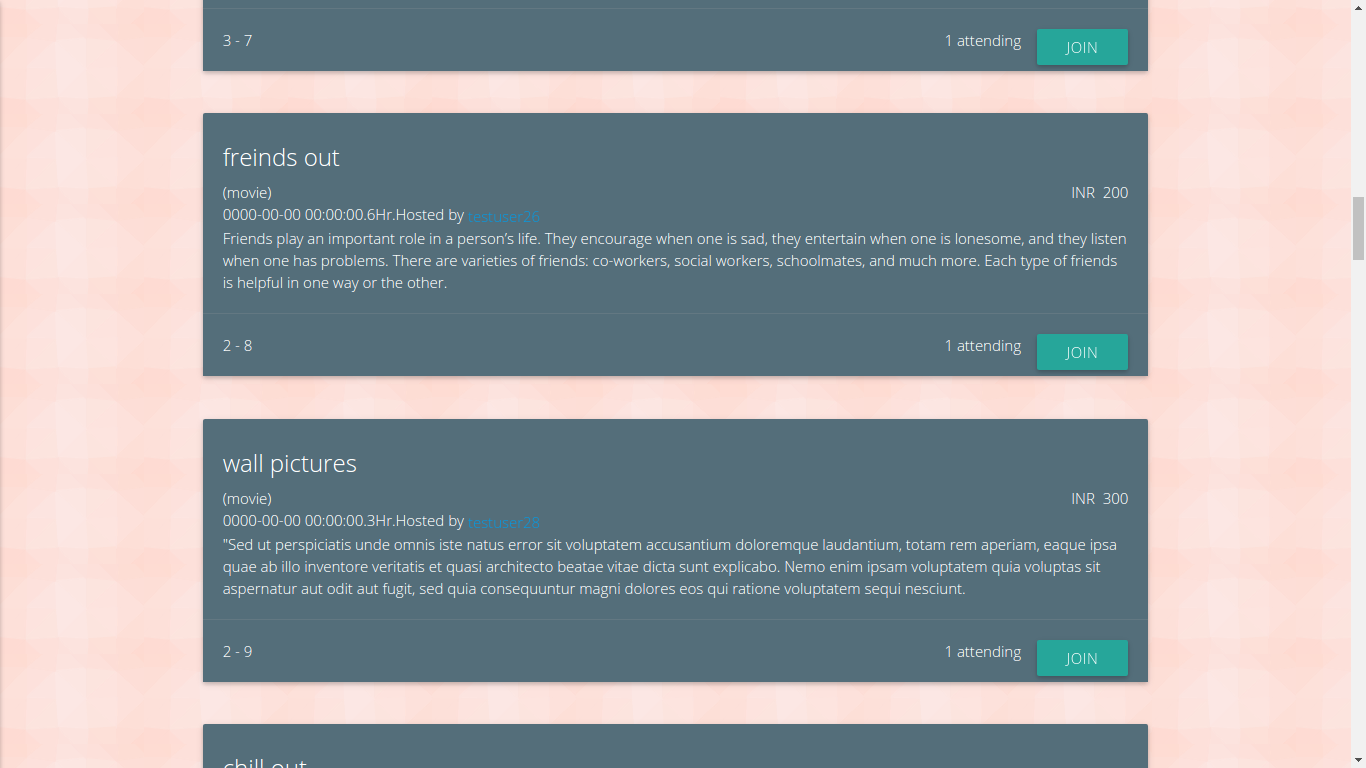 3 - 7
1 attending
JOIN
freinds out
(movie)
INR 200
0000-00-00 00:00:00.6Hr.Hosted by testuser26
Friends play an important role in a person’s life. They encourage when one is sad, they entertain when one is lonesome, and they listen
when one has problems. There are varieties of friends: co-workers, social workers, schoolmates, and much more. Each type of friends
is helpful in one way or the other.
2 - 8
1 attending
JOIN
wall pictures
(movie)
INR 300
0000-00-00 00:00:00.3Hr.Hosted by testuser28
"Sed ut perspiciatis unde omnis iste natus error sit voluptatem accusantium doloremque laudantium, totam rem aperiam, eaque ipsa
quae ab illo inventore veritatis et quasi architecto beatae vitae dicta sunt explicabo. Nemo enim ipsam voluptatem quia voluptas sit
aspernatur aut odit aut fugit, sed quia consequuntur magni dolores eos qui ratione voluptatem sequi nesciunt.
2 - 9
1 attending
JOIN
chill out